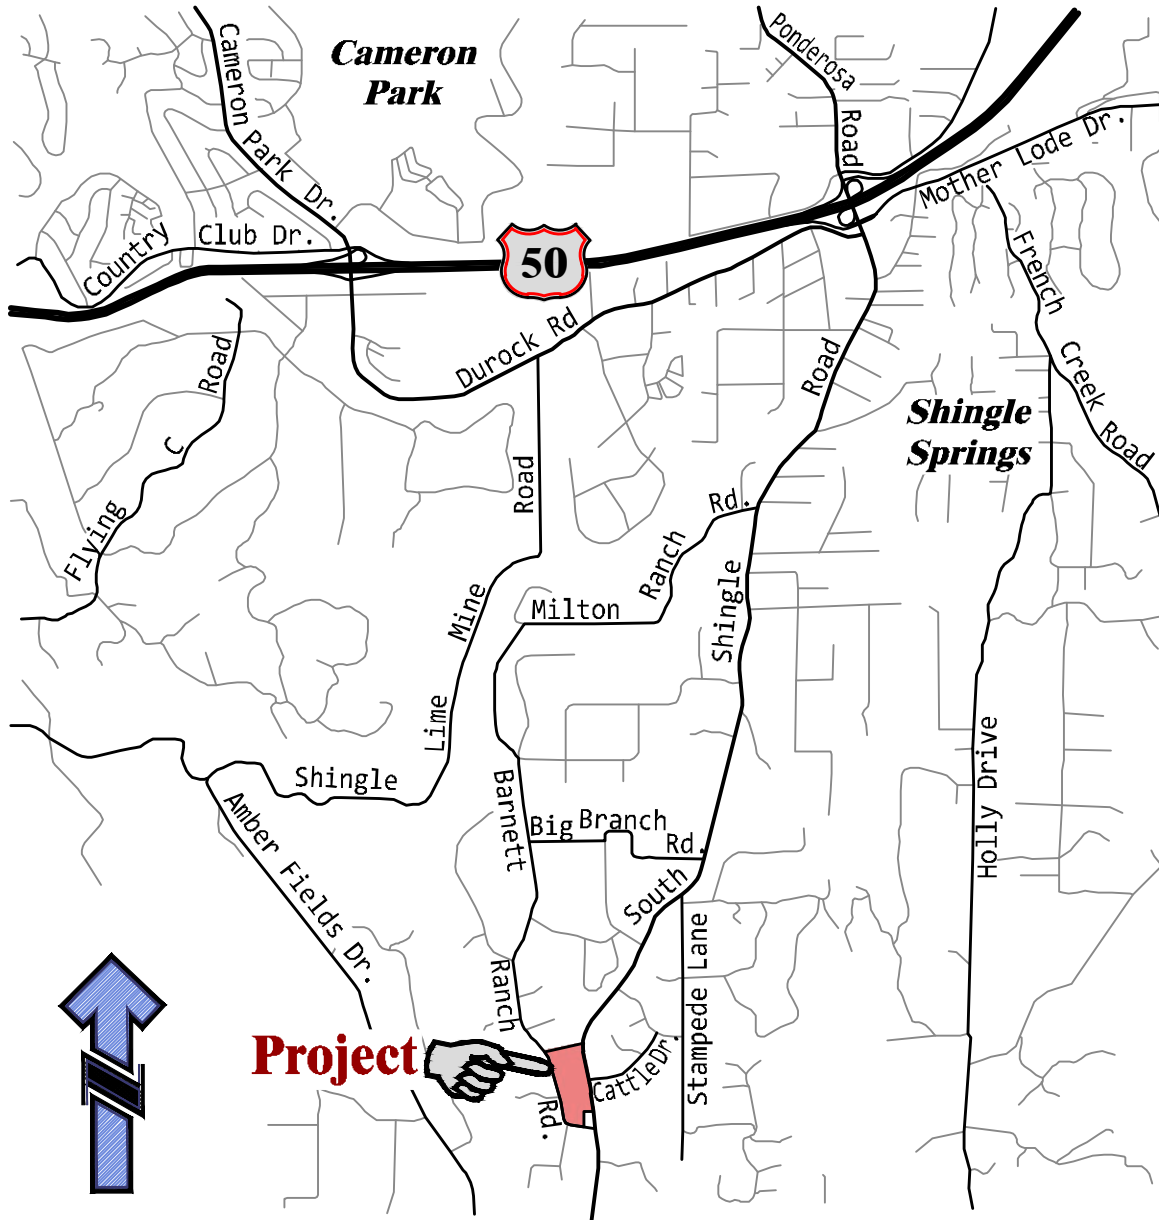 Cameron
Park
Cameron Park Dr.
Ponderosa
Road
Mother Lode Dr.
Country
Club Dr.
50
French
Creek Road
Durock Rd
Road
Flying
C
Road
Shingle
Springs
Road
Rd.
Ranch
Milton
Shingle
Mine
Lime
Shingle
Holly Drive
Barnett
Amber Fields Dr.
Big
Branch
Rd.
South
Stampede Lane
Ranch
Project
Cattle Dr.
Rd.